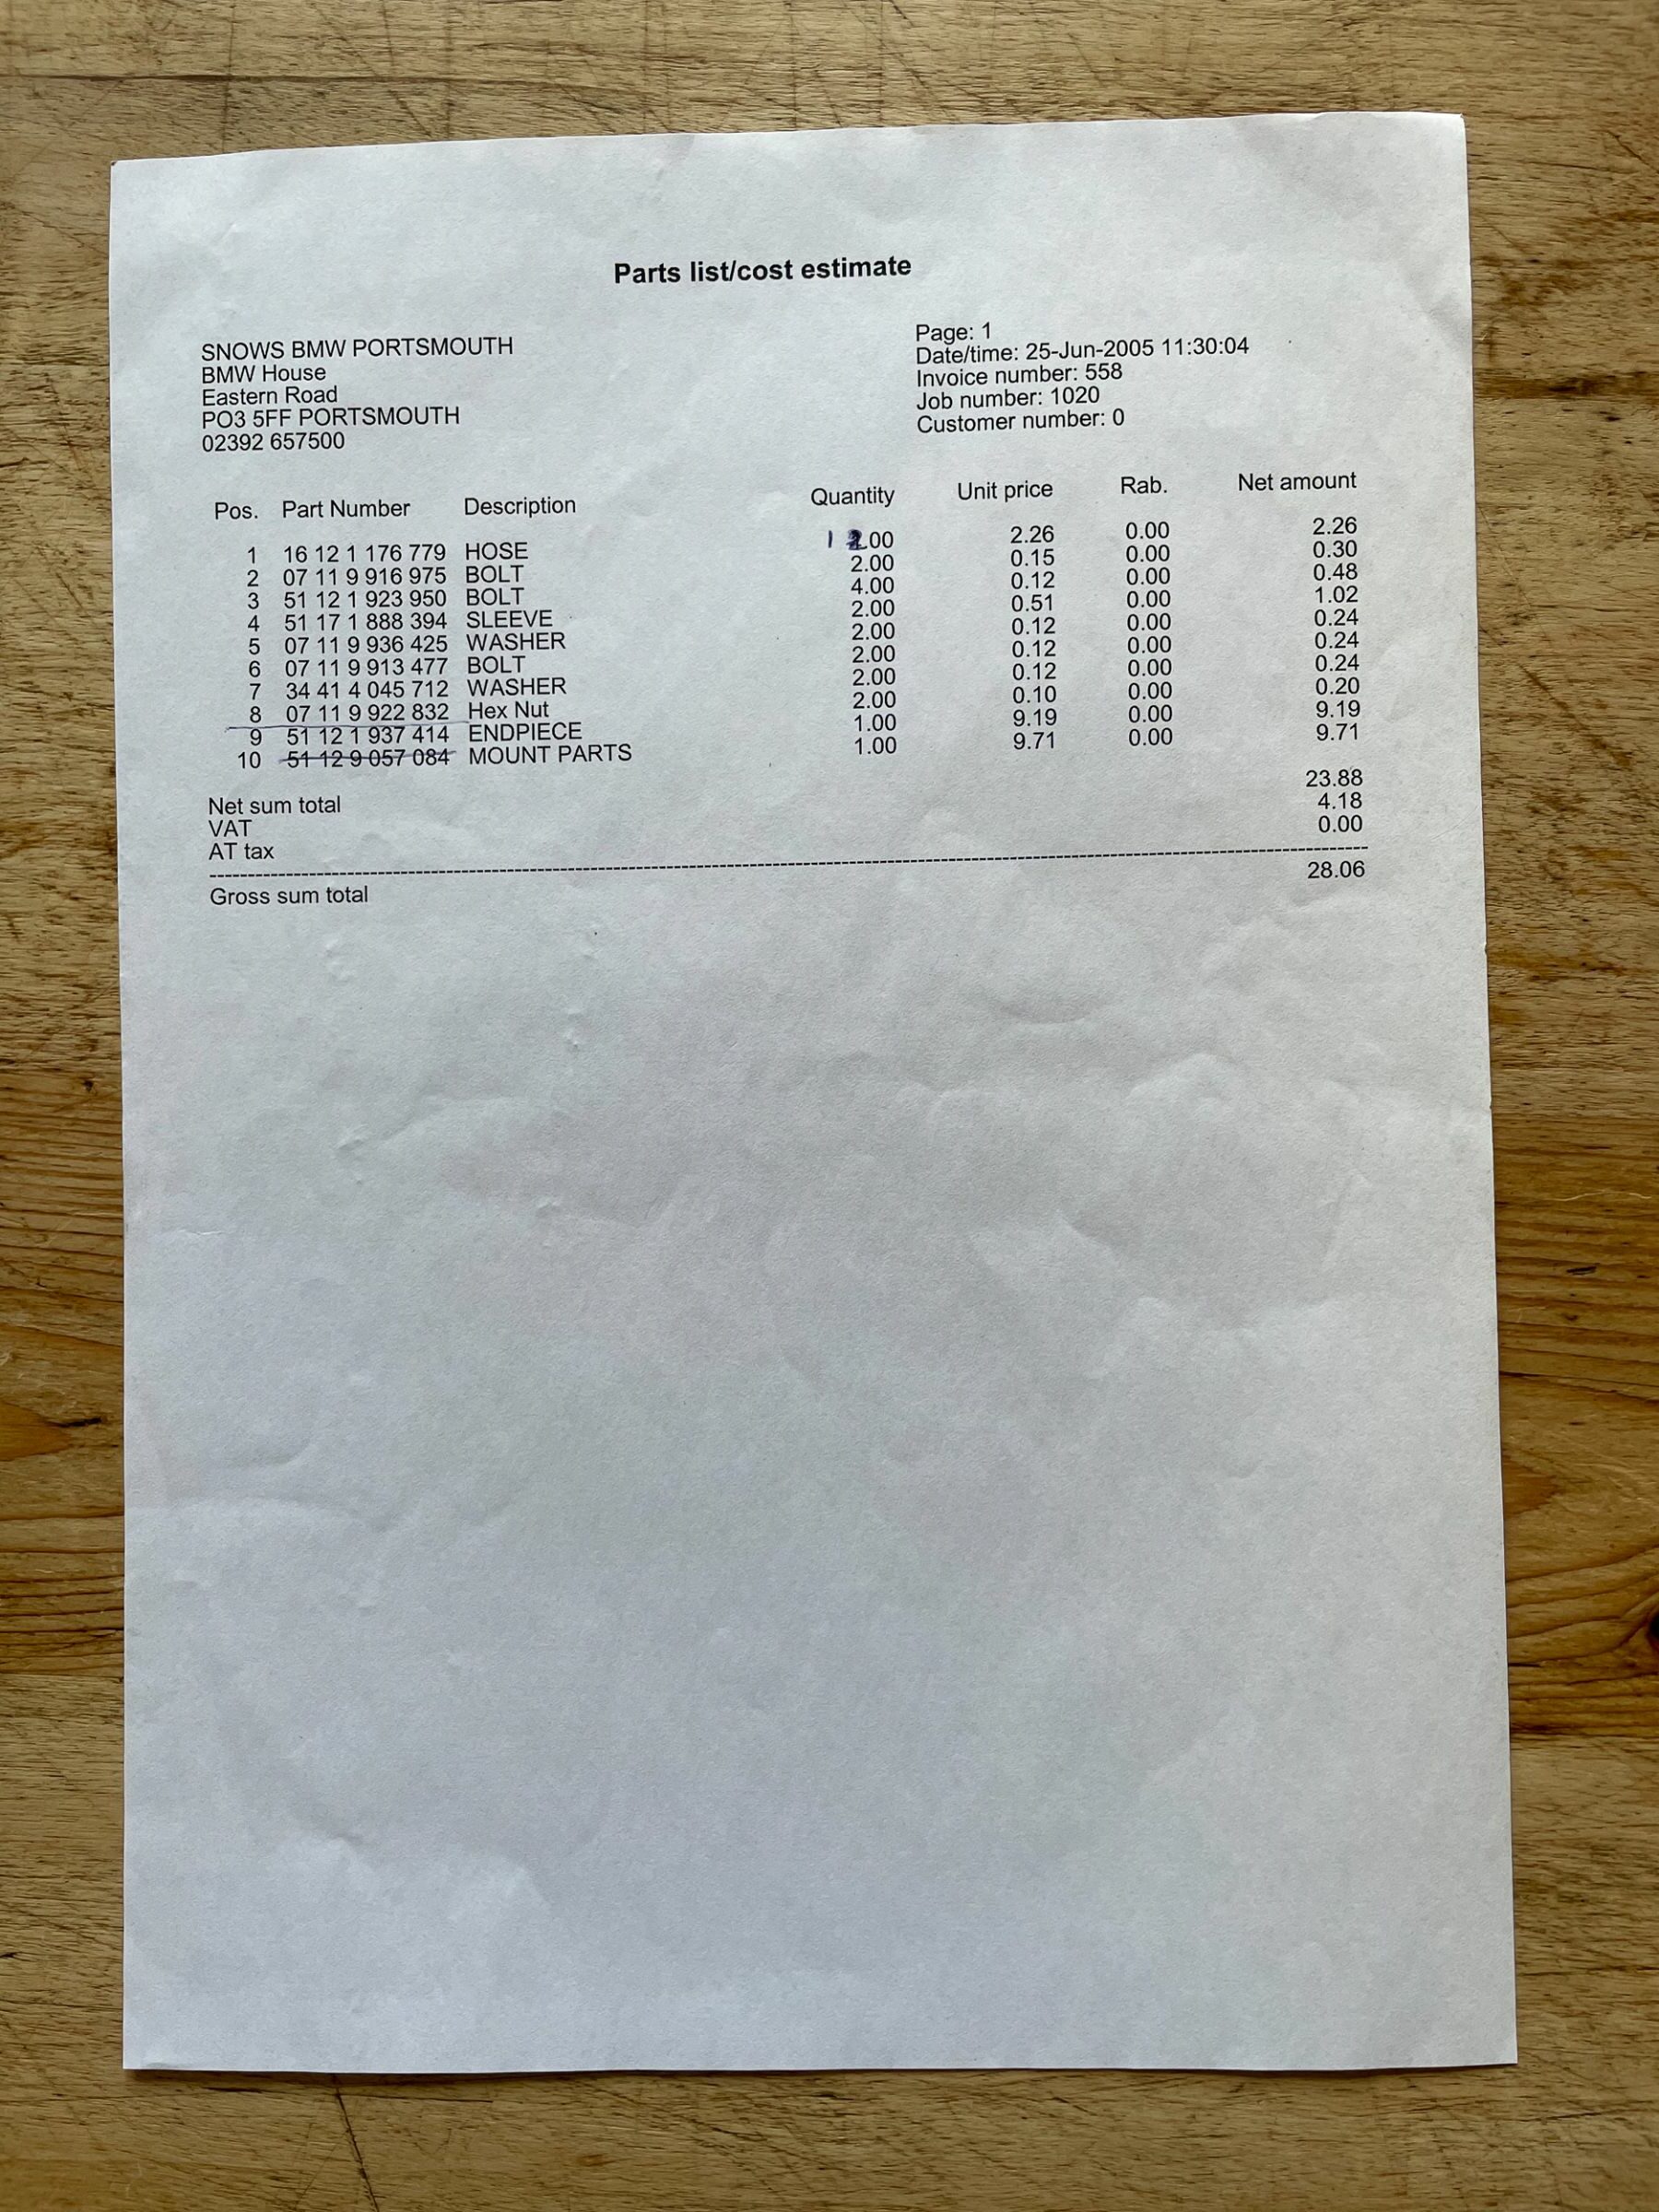 Parts list/cost estimate
SNOWS BMW PORTSMOUTH
BMW House
Eastern Road
PO3 5FF PORTSMOUTH
02392 657500
Page: 1
Date/time: 25-Jun-2005 11:30:04
Invoice number: 558
Job number: 1020
Customer number: 0
Pos. Part Number Description Quantity Unit price Rab. Net amount
1 16 12 1 176 779 HOSE 1 .00 2.26 0.00 2.26
2 07 11 9 916 975 BOLT 2.00 0.15 0.00 0.30
3 51 12 1 923 950 BOLT 4.00 0.12 0.00 0.48
4 51 17 1 888 394 SLEEVE 2.00 0.51 0.00 1.02
5 07 11 9 936 425 WASHER 2.00 0.12 0.00 0.24
6 07 11 9 913 477 BOLT 2.00 0.12 0.00 0.24
7 34 41 4 045 712 WASHER 2.00 0.12 0.00 0.24
8 07 11 9 922 832 Hex Nut 2.00 0.10 0.00 0.20
9 51 12 1 937 414 ENDPIECE 1.00 9.19 0.00 9.19
10 51 12 9 057 084 MOUNT PARTS 1.00 9.71 0.00 9.71
Net sum total 23.88
VAT 4.18
AT tax 0.00
Gross sum total 28.06